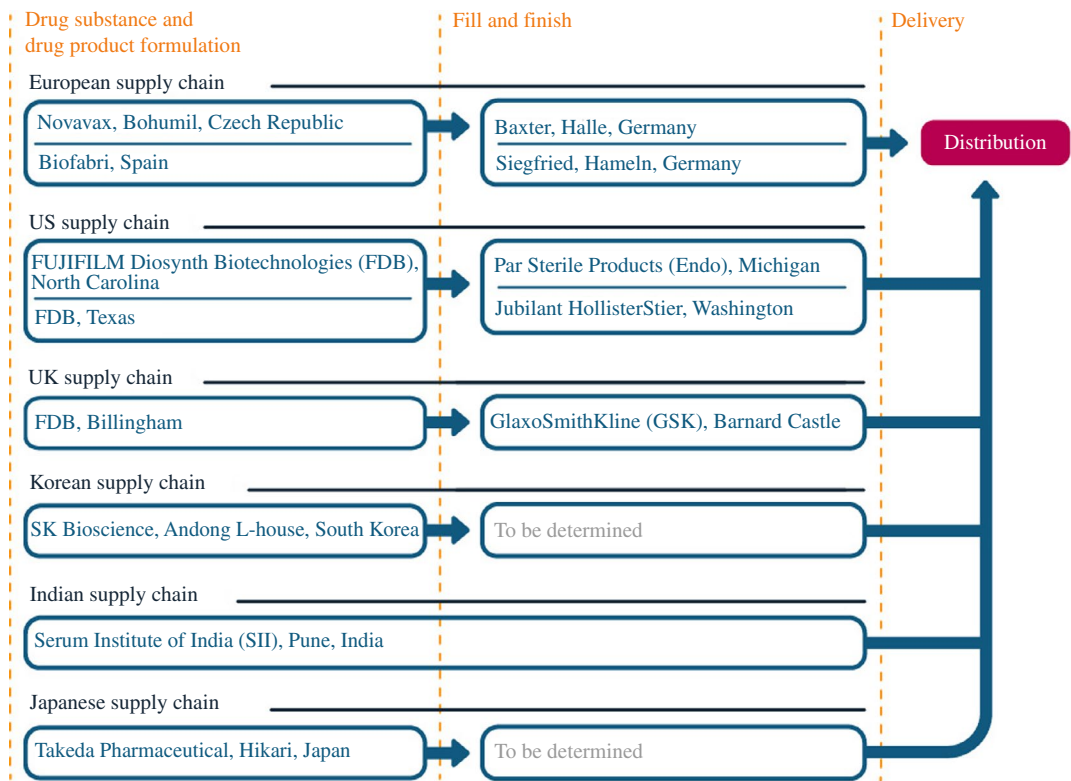 Drug substance and
drug product formulation
Fill and finish
Delivery
European supply chain
Novavax, Bohumil, Czech Republic
Biofabri, Spain
Baxter, Halle, Germany
Siegfried, Hameln, Germany
Distribution
US supply chain
FUJIFILM Diosynth Biotechnologies (FDB),
North Carolina
FDB, Texas
Par Sterile Products (Endo), Michigan
Jubilant HollisterStier, Washington
UK supply chain
FDB, Billingham
GlaxoSmithKline (GSK), Barnard Castle
Korean supply chain
SK Bioscience, Andong L-house, South Korea
To be determined
Indian supply chain
Serum Institute of India (SII), Pune, India
Japanese supply chain
Takeda Pharmaceutical, Hikari, Japan
To be determined